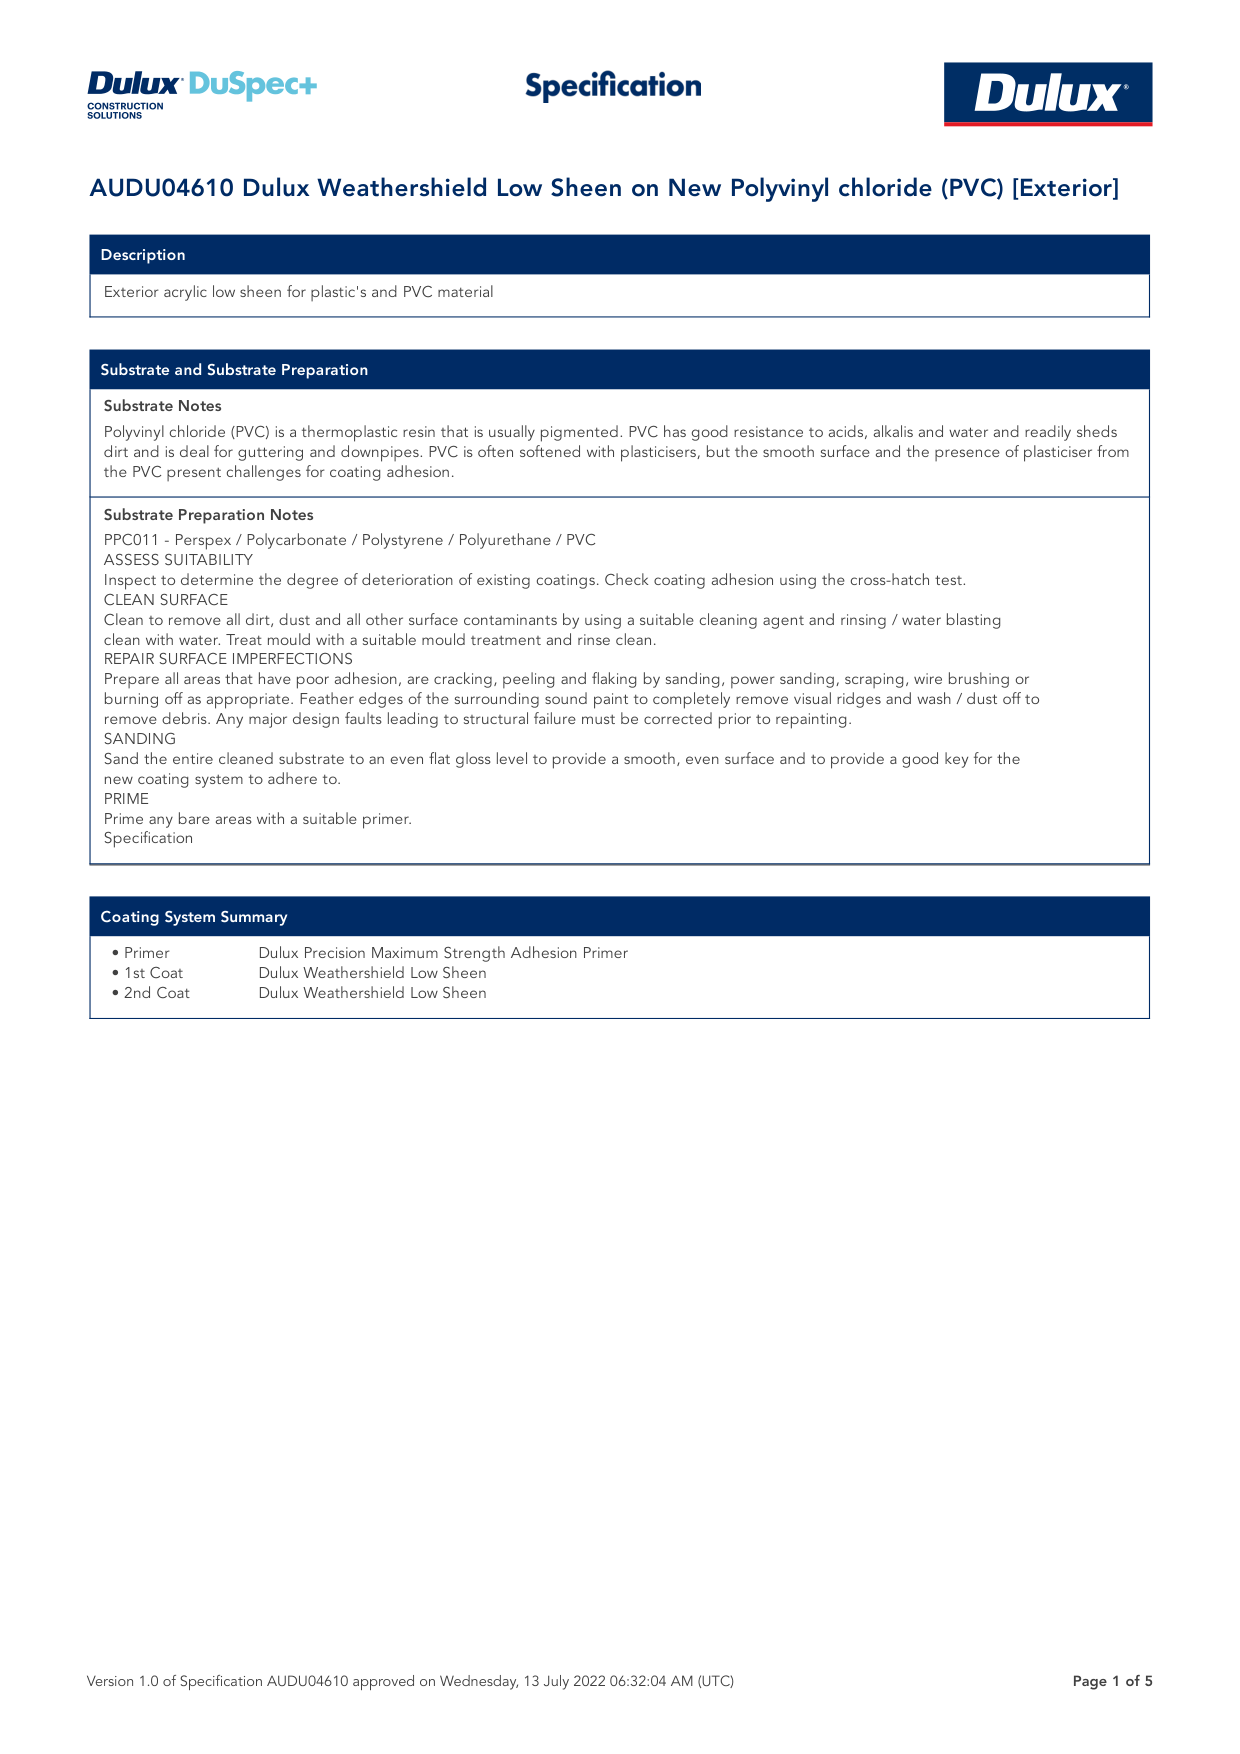 Dulux DuSpec+
CONSTRUCTION
SOLUTIONS
Specification
Dulux®
AUDU04610 Dulux Weathershield Low Sheen on New Polyvinyl chloride (PVC) [Exterior]
Description
Exterior acrylic low sheen for plastic's and PVC material
Substrate and Substrate Preparation
Substrate Notes
Polyvinyl chloride (PVC) is a thermoplastic resin that is usually pigmented. PVC has good resistance to acids, alkalis and water and readily sheds
dirt and is deal for guttering and downpipes. PVC is often softened with plasticisers, but the smooth surface and the presence of plasticiser from
the PVC present challenges for coating adhesion.
Substrate Preparation Notes
PPC011 - Perspex / Polycarbonate / Polystyrene / Polyurethane / PVC
ASSESS SUITABILITY
Inspect to determine the degree of deterioration of existing coatings. Check coating adhesion using the cross-hatch test.
CLEAN SURFACE
Clean to remove all dirt, dust and all other surface contaminants by using a suitable cleaning agent and rinsing / water blasting
clean with water. Treat mould with a suitable mould treatment and rinse clean.
REPAIR SURFACE IMPERFECTIONS
Prepare all areas that have poor adhesion, are cracking, peeling and flaking by sanding, power sanding, scraping, wire brushing or
burning off as appropriate. Feather edges of the surrounding sound paint to completely remove visual ridges and wash / dust off to
remove debris. Any major design faults leading to structural failure must be corrected prior to repainting.
SANDING
Sand the entire cleaned substrate to an even flat gloss level to provide a smooth, even surface and to provide a good key for the
new coating system to adhere to.
PRIME
Prime any bare areas with a suitable primer.
Specification
Coating System Summary
• Primer Dulux Precision Maximum Strength Adhesion Primer
• 1st Coat Dulux Weathershield Low Sheen
• 2nd Coat Dulux Weathershield Low Sheen
Version 1.0 of Specification AUDU04610 approved on Wednesday, 13 July 2022 06:32:04 AM (UTC)
Page 1 of 5